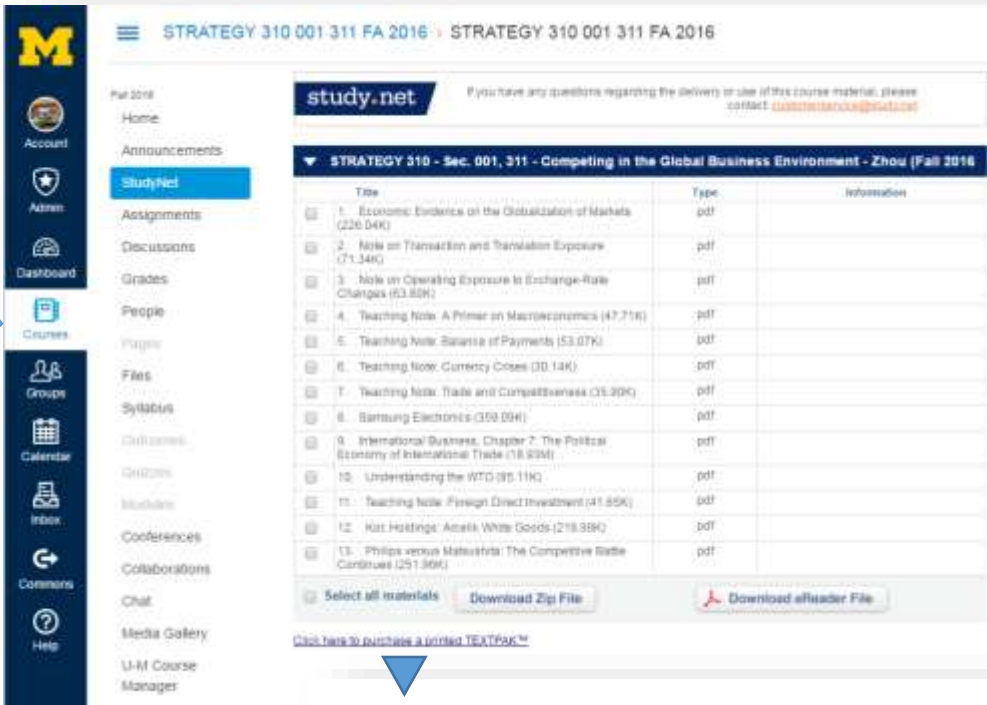 M
STRATEGY 310 001 311 FA 2016 > STRATEGY 310 001 311 FA 2016
Account
Admin
Dashboard
Courses
Groups
Calendar
Inbox
Commons
Help
Fall 2016
Home
Announcements
StudyNet
Assignments
Discussions
Grades
People
Pages
Files
Syllabus
Outcomes
Quizzes
Modules
Conferences
Collaborations
Chat
Media Gallery
U-M Course
Manager
study.net
If you have any questions regarding the delivery or use of this course material, please
contact customerservice@study.net
STRATEGY 310 - Sec. 001, 311 - Competing in the Global Business Environment - Zhou (Fall 2016
Title Type Information
1. Economic Evidence on the Globalization of Markets pdf
(226.04K)
2. Note on Transaction and Translation Exposure pdf
(71.34K)
3. Note on Operating Exposure to Exchange-Rate pdf
Changes (63.80K)
4. Teaching Note: A Primer on Macroeconomics (47.71K) pdf
5. Teaching Note: Balance of Payments (53.07K) pdf
6. Teaching Note: Currency Crises (30.14K) pdf
7. Teaching Note: Trade and Competitiveness pdf
8. Samsung Electronics (359.09K) pdf
9. International Business, Chapter 7: The Political pdf
Economy of International Trade (18.93M)
10. Understanding the WTO (95.11K) pdf
11. Teaching Note: Foreign Direct Investment (41.65K) pdf
12. Koc Holdings: Arcelik White Goods pdf
13. Philips versus Matsushita: The Competitive Battle pdf
Continues (251.96K)
Select all materials Download Zip File Download eReader File
Click here to purchase a printed TEXTPAK™